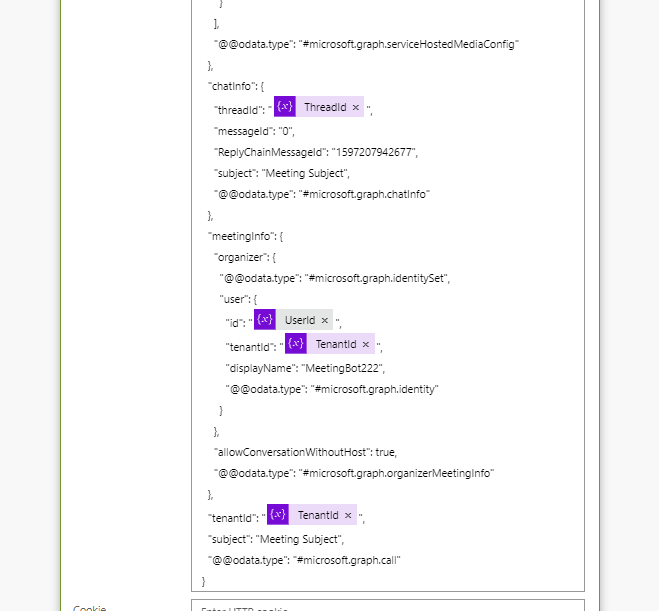 }
],
"@@odata.type": "#microsoft.graph.serviceHostedMediaConfig"
},
"chatInfo": {
"threadId": " {x} ThreadId × ",
"messageId": "0",
"ReplyChainMessageId": "1597207942677",
"subject": "Meeting Subject",
"@@odata.type": "#microsoft.graph.chatInfo"
},
"meetingInfo": {
"organizer": {
"@@odata.type": "#microsoft.graph.identitySet",
"user": {
"id": " {x} UserId × ",
"tenantId": " {x} TenantId × ",
"displayName": "MeetingBot222",
"@@odata.type": "#microsoft.graph.identity"
}
},
"allowConversationWithoutHost": true,
"@@odata.type": "#microsoft.graph.organizerMeetingInfo"
},
"tenantId": " {x} TenantId × ",
"subject": "Meeting Subject",
"@@odata.type": "#microsoft.graph.call"
}
Cookie
Enter HTTP cookie